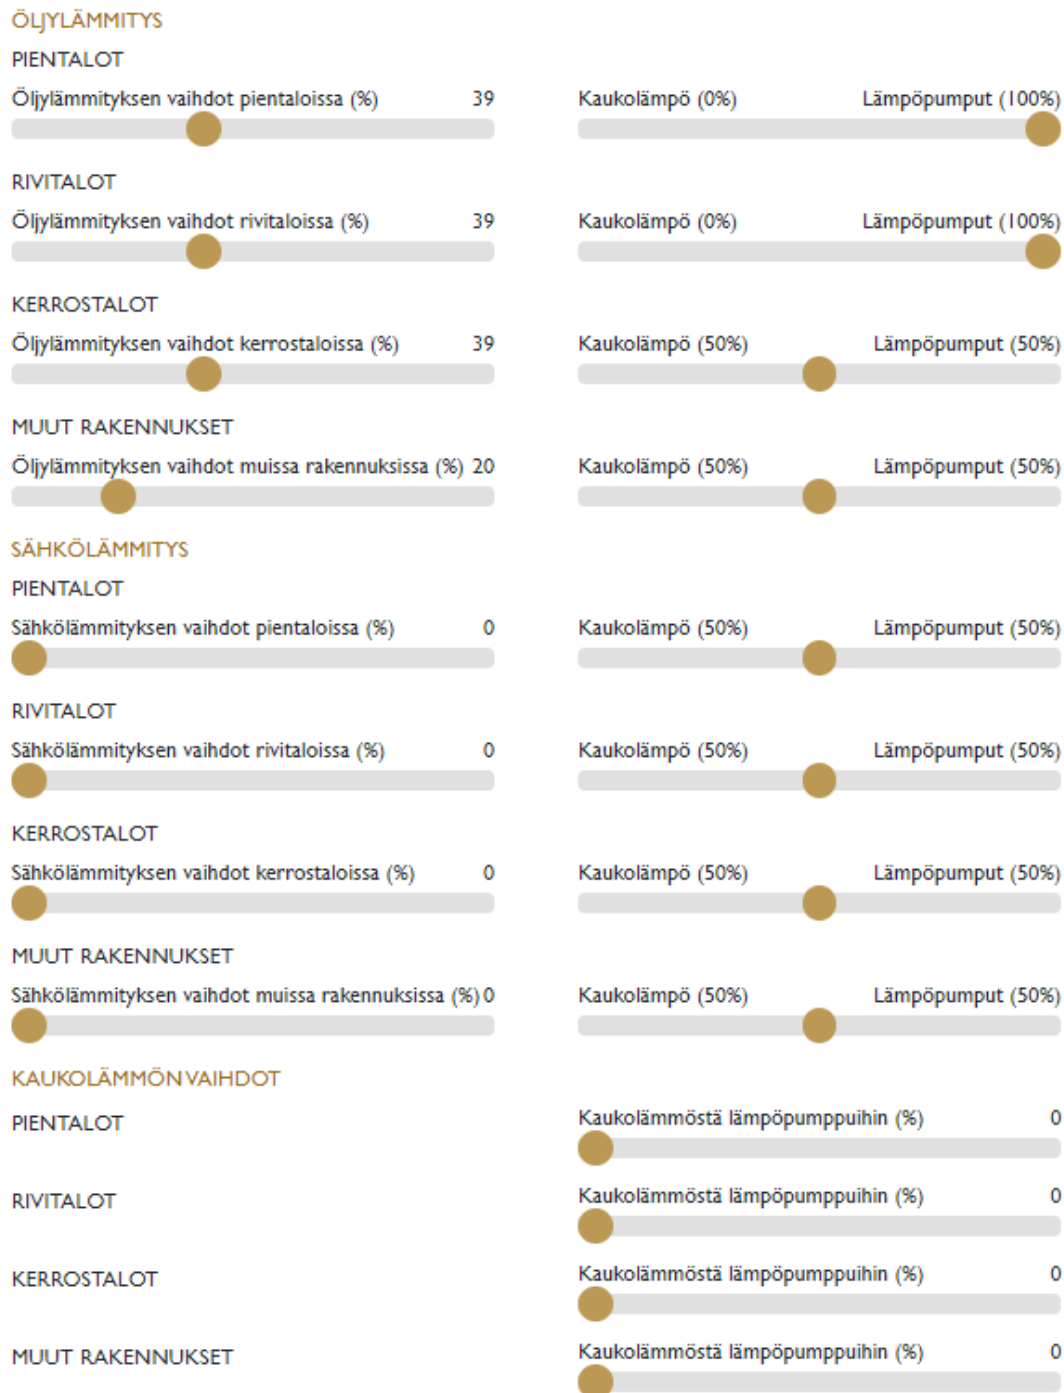 ÖLJYLÄMMITYS
PIENTALOT
Öljylämmityksen vaihdot pientaloissa (%) 39 Kaukolämpö (0%) Lämpöpumput (100%)
RIVITALOT
Öljylämmityksen vaihdot rivitaloissa (%) 39 Kaukolämpö (0%) Lämpöpumput (100%)
KERROSTALOT
Öljylämmityksen vaihdot kerrostaloissa (%) 39 Kaukolämpö (50%) Lämpöpumput (50%)
MUUT RAKENNUKSET
Öljylämmityksen vaihdot muissa rakennuksissa (%) 20 Kaukolämpö (50%) Lämpöpumput (50%)
SÄHKÖLÄMMITYS
PIENTALOT
Sähkölämmityksen vaihdot pientaloissa (%) 0 Kaukolämpö (50%) Lämpöpumput (50%)
RIVITALOT
Sähkölämmityksen vaihdot rivitaloissa (%) 0 Kaukolämpö (50%) Lämpöpumput (50%)
KERROSTALOT
Sähkölämmityksen vaihdot kerrostaloissa (%) 0 Kaukolämpö (50%) Lämpöpumput (50%)
MUUT RAKENNUKSET
Sähkölämmityksen vaihdot muissa rakennuksissa (%) 0 Kaukolämpö (50%) Lämpöpumput (50%)
KAUKOLÄMMÖN VAIHDOT
PIENTALOT Kaukolämmöstä lämpöpumppuihin (%) 0
RIVITALOT Kaukolämmöstä lämpöpumppuihin (%) 0
KERROSTALOT Kaukolämmöstä lämpöpumppuihin (%) 0
MUUT RAKENNUKSET Kaukolämmöstä lämpöpumppuihin (%) 0